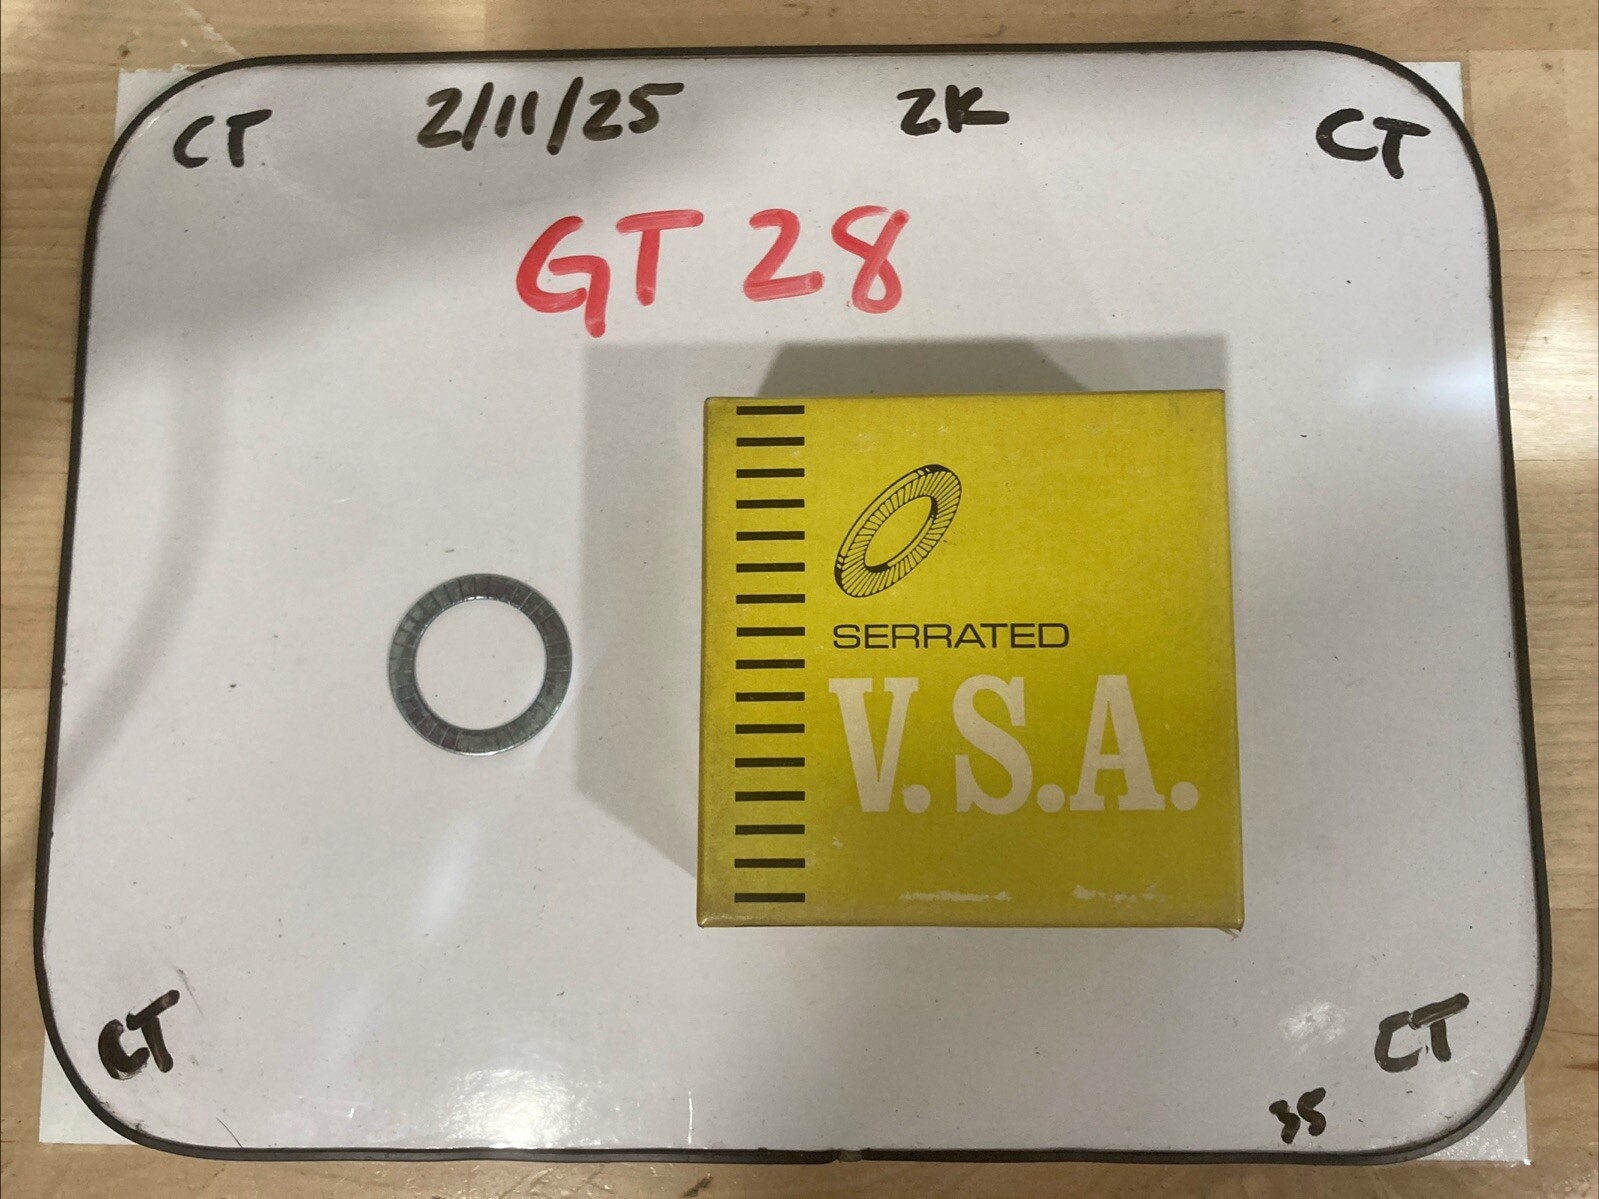 CT 2/11/25 2K CT
GT 28
SERRATED
V.S.A.
CT CT
35